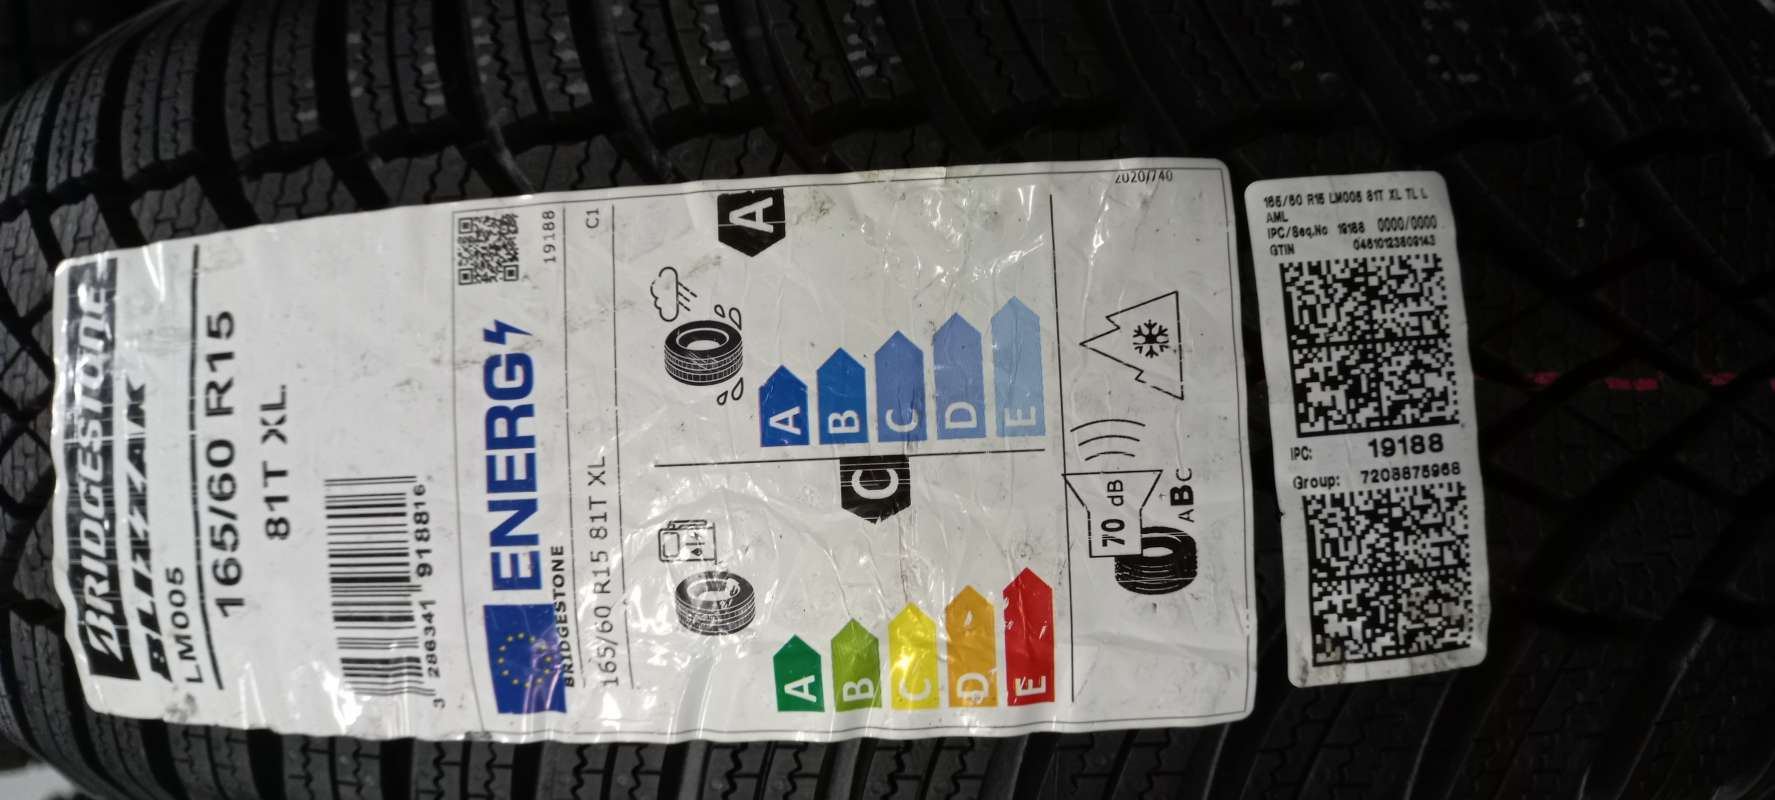 BRIDGESTONE
BLIZZAK
LM005
165/60 R15
81T XL
3 286341 918816
ENERG
19188
BRIDGESTONE
165/60 R15 81T XL
C1
A
B
C
D
E
C
A
B
C
D
E
A
70 dB
ABC
2020/740
165/60 R15 LM005 81T XL TL L
AML
IPC/Seq.No 19188 0000/0000
GTIN
IPC: 19188
Group: 7208875968